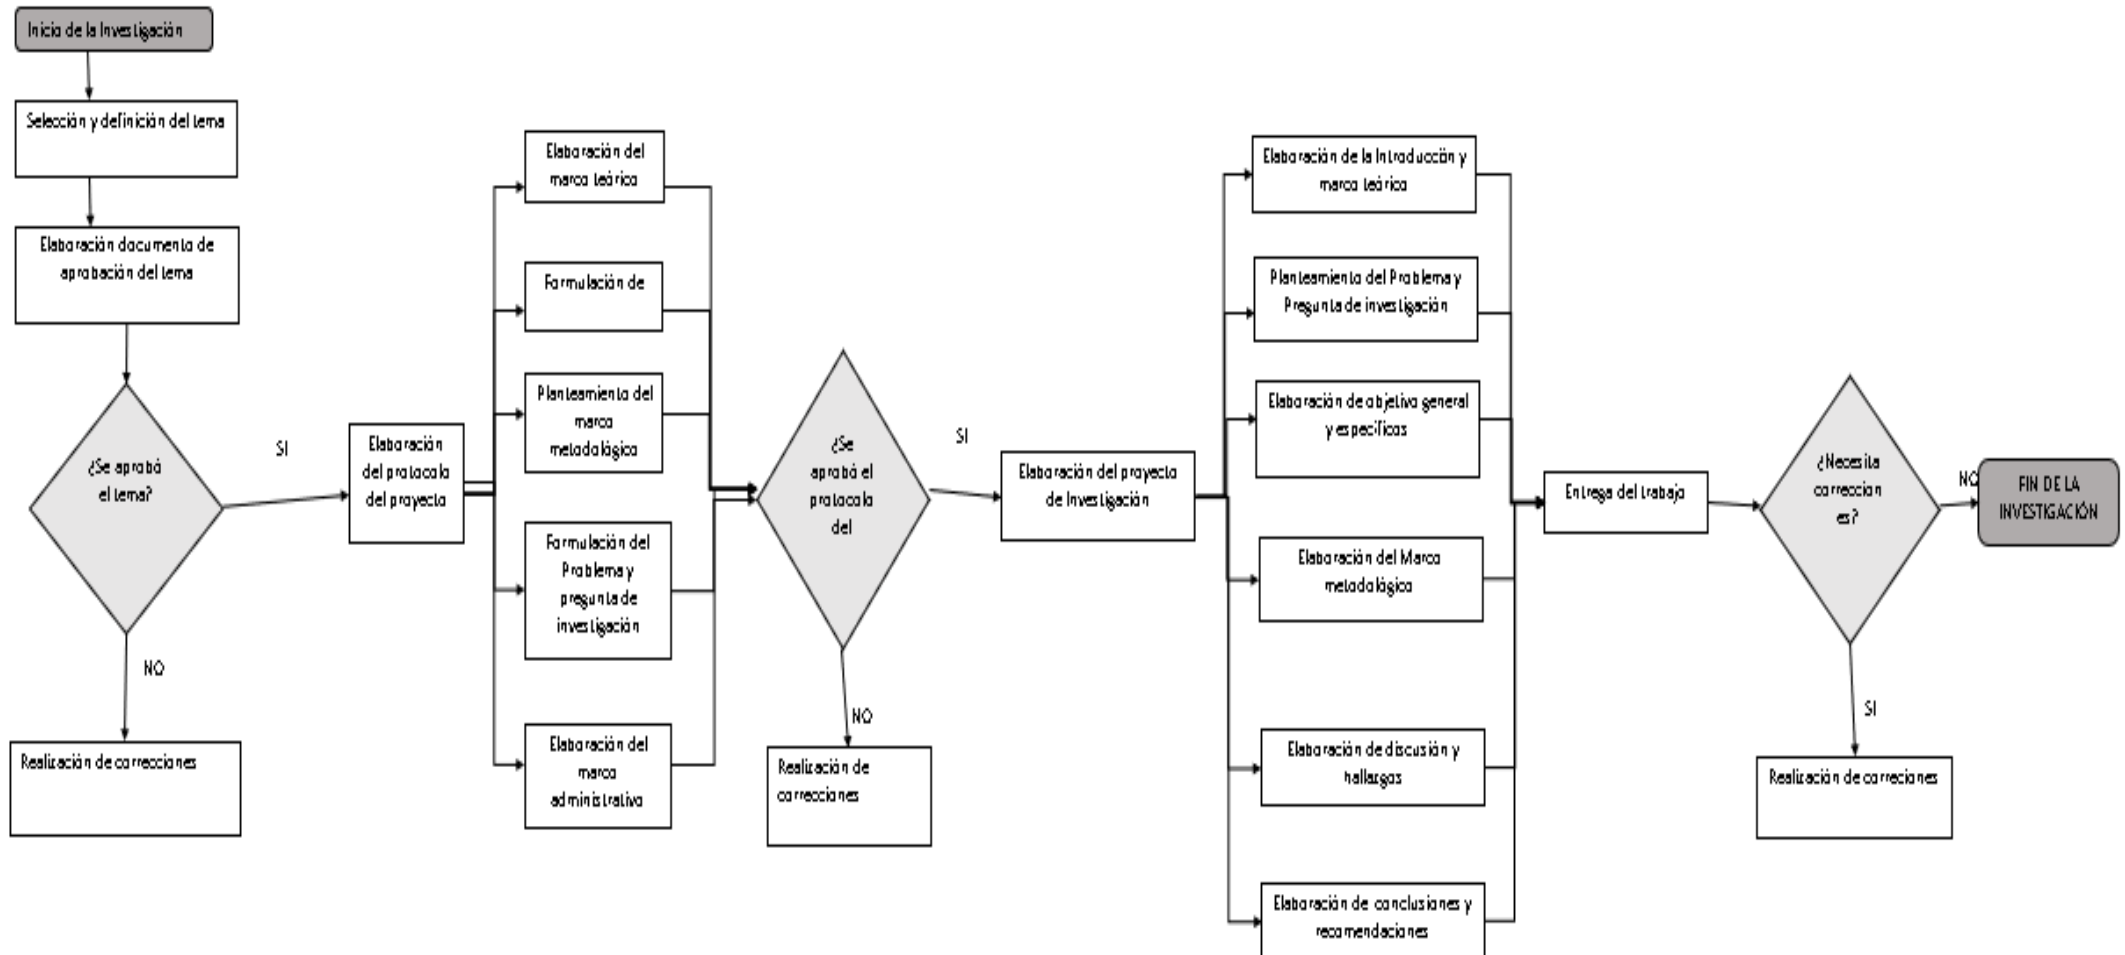 Inicio de la Investigación
Selección y definición del tema
Elaboración documento de
aprobación del tema
¿Se aprobó
el tema?
SI
NO
Realización de correcciones
Elaboración
del protocolo
del proyecto
Elaboración del
marco teórico
Formulación de
Planteamiento del
marco
metodológico
Formulación del
Problema y
pregunta de
investigación
Elaboración del
marco
administrativo
¿Se
aprobó el
protocolo
del
SI
NO
Realización de
correcciones
Elaboración del proyecto
de Investigación
Elaboración de la Introduccón y
marco teórico
Planteamiento del Problema y
Pregunta de investigación
Elaboración de objetivo general
y específicos
Elaboración del Marco
metodológico
Elaboración de discusión y
hallazgos
Elaboración de conclusiones y
recomendaciones
Entrega del trabajo
¿Necesita
correccion
es?
NO
SI
Realización de correciones
FIN DE LA
INVESTIGACIÓN